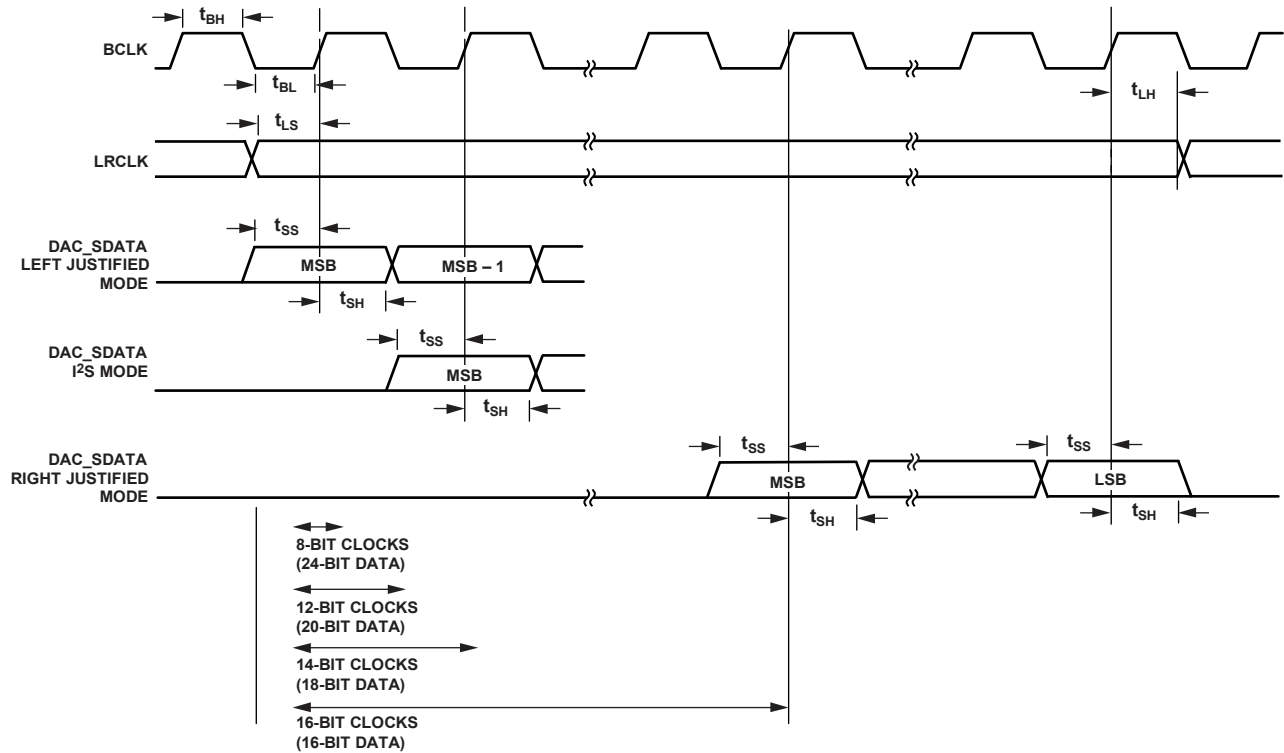 tBH
BCLK
tBL
tLH
tLS
LRCLK
tSS
DAC_SDATA
LEFT JUSTIFIED
MODE
MSB
MSB – 1
tSH
tSS
DAC_SDATA
I²S MODE
MSB
tSH
tSS
tSS
DAC_SDATA
RIGHT JUSTIFIED
MODE
MSB
LSB
tSH
tSH
8-BIT CLOCKS
(24-BIT DATA)
12-BIT CLOCKS
(20-BIT DATA)
14-BIT CLOCKS
(18-BIT DATA)
16-BIT CLOCKS
(16-BIT DATA)